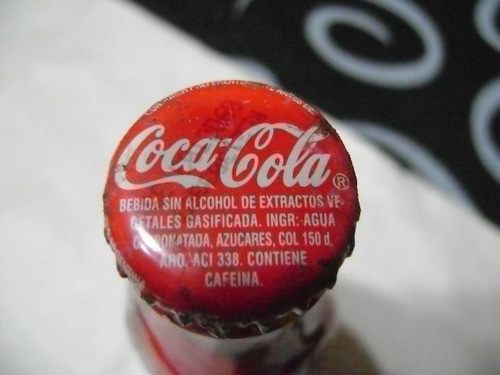 Coca-Cola®
BEBIDA SIN ALCOHOL DE EXTRACTOS VE-
GETALES GASIFICADA. INGR: AGUA
CARBONATADA, AZUCARES, COL 150 d,
ARO. ACI 338. CONTIENE
CAFEINA.